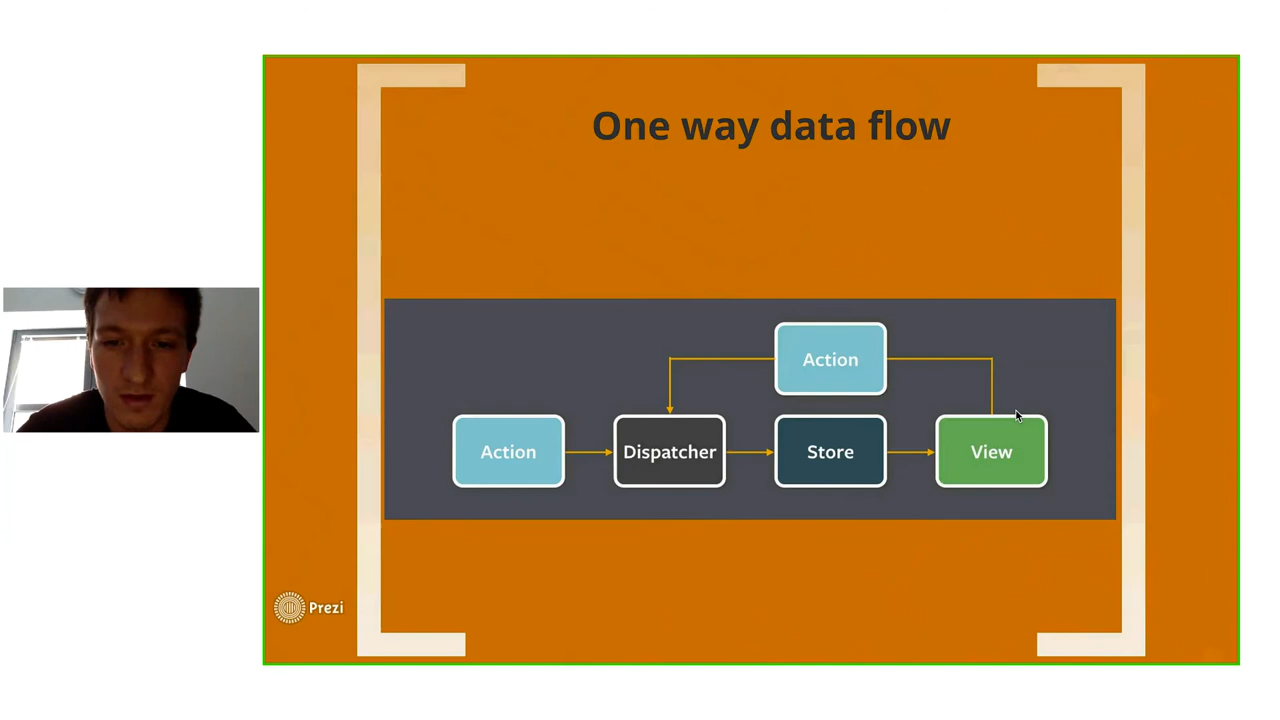 One way data flow
Action
Action
Dispatcher
Store
View
Prezi